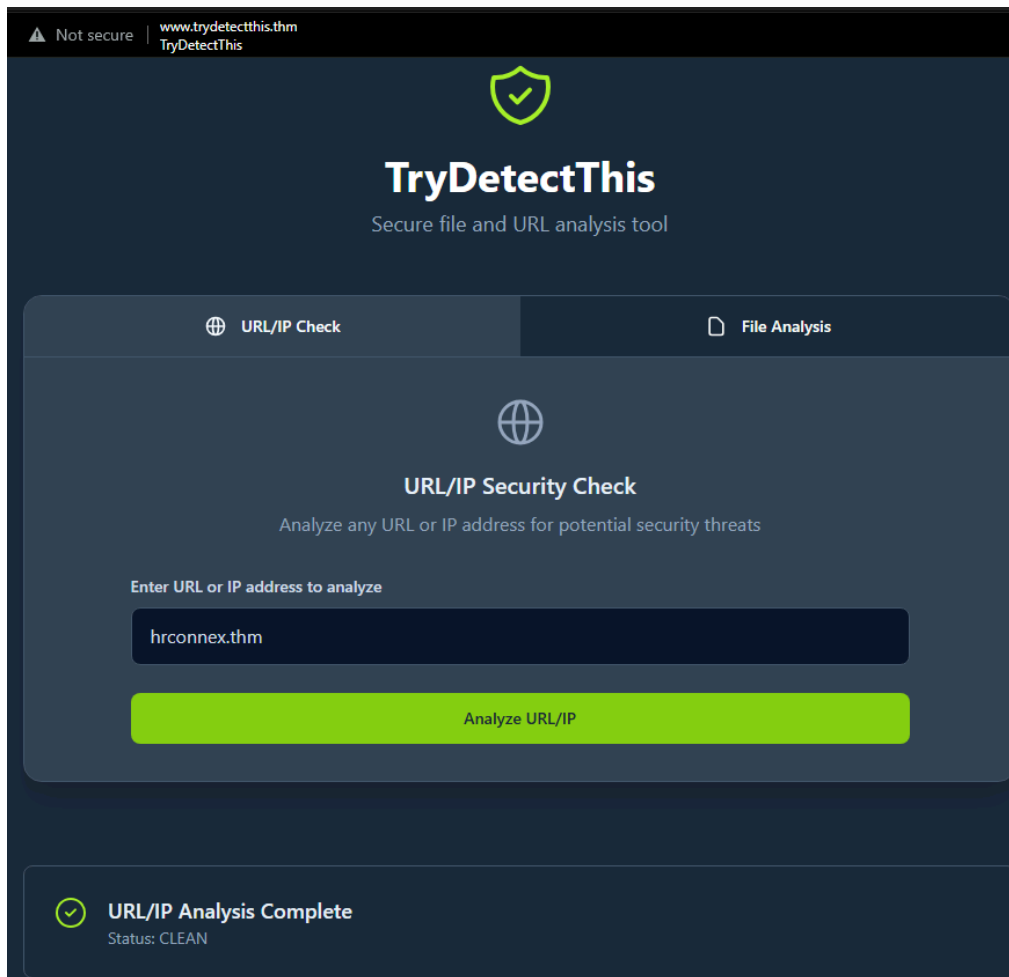 Not secure
www.trydetectthis.thm
TryDetectThis
TryDetectThis
Secure file and URL analysis tool
URL/IP Check
File Analysis
URL/IP Security Check
Analyze any URL or IP address for potential security threats
Enter URL or IP address to analyze
hrconnex.thm
Analyze URL/IP
URL/IP Analysis Complete
Status: CLEAN